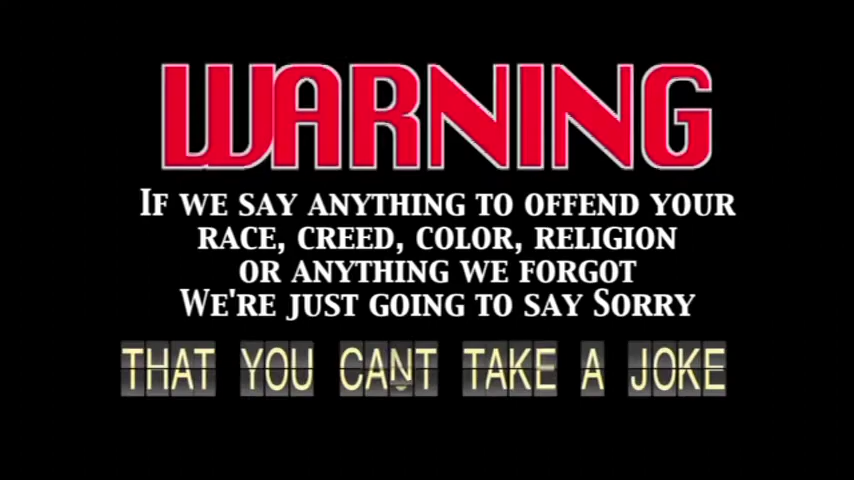 WARNING
IF WE SAY ANYTHING TO OFFEND YOUR
RACE, CREED, COLOR, RELIGION
OR ANYTHING WE FORGOT
WE'RE JUST GOING TO SAY SORRY
THAT YOU CANT TAKE A JOKE